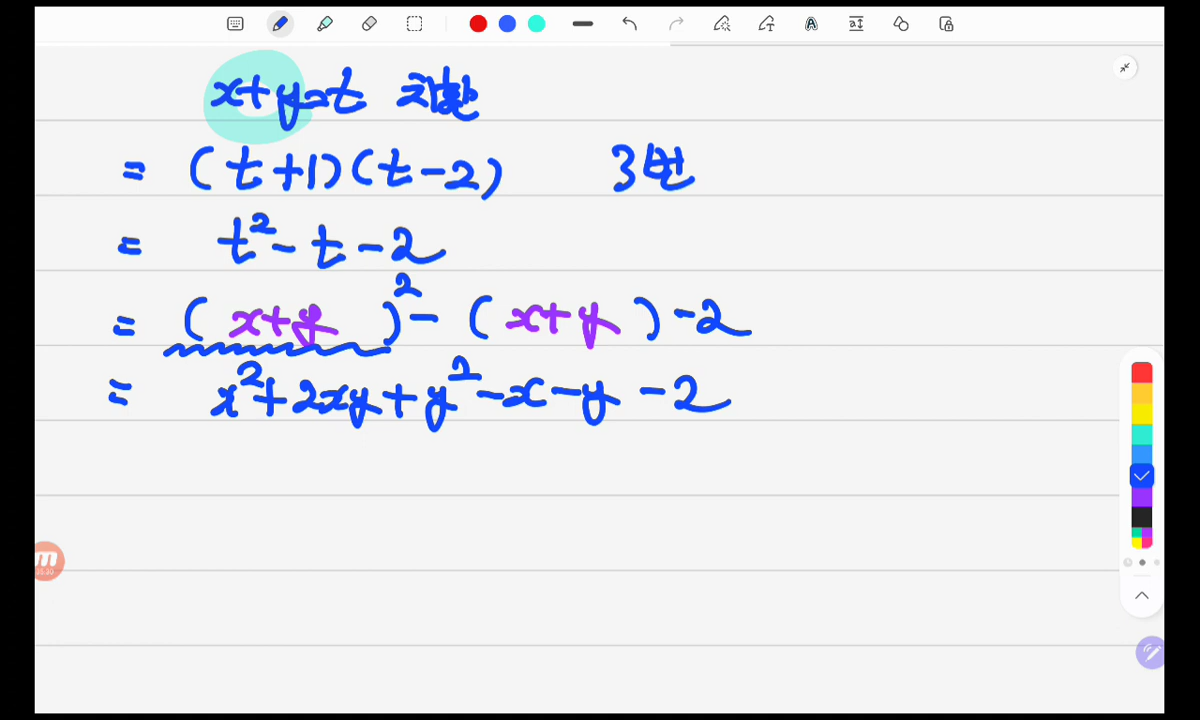 x+y=t 치환
= (t+1)(t-2) 3번
= t²-t-2
= (x+y)²-(x+y)-2
= x²+2xy+y²-x-y-2